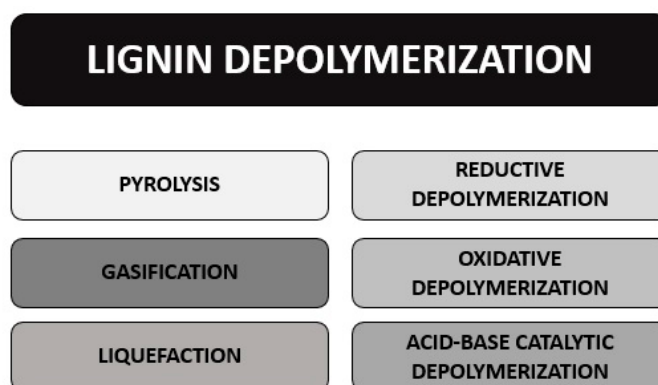 LIGNIN DEPOLYMERIZATION
PYROLYSIS
REDUCTIVE
DEPOLYMERIZATION
GASIFICATION
OXIDATIVE
DEPOLYMERIZATION
LIQUEFACTION
ACID-BASE CATALYTIC
DEPOLYMERIZATION